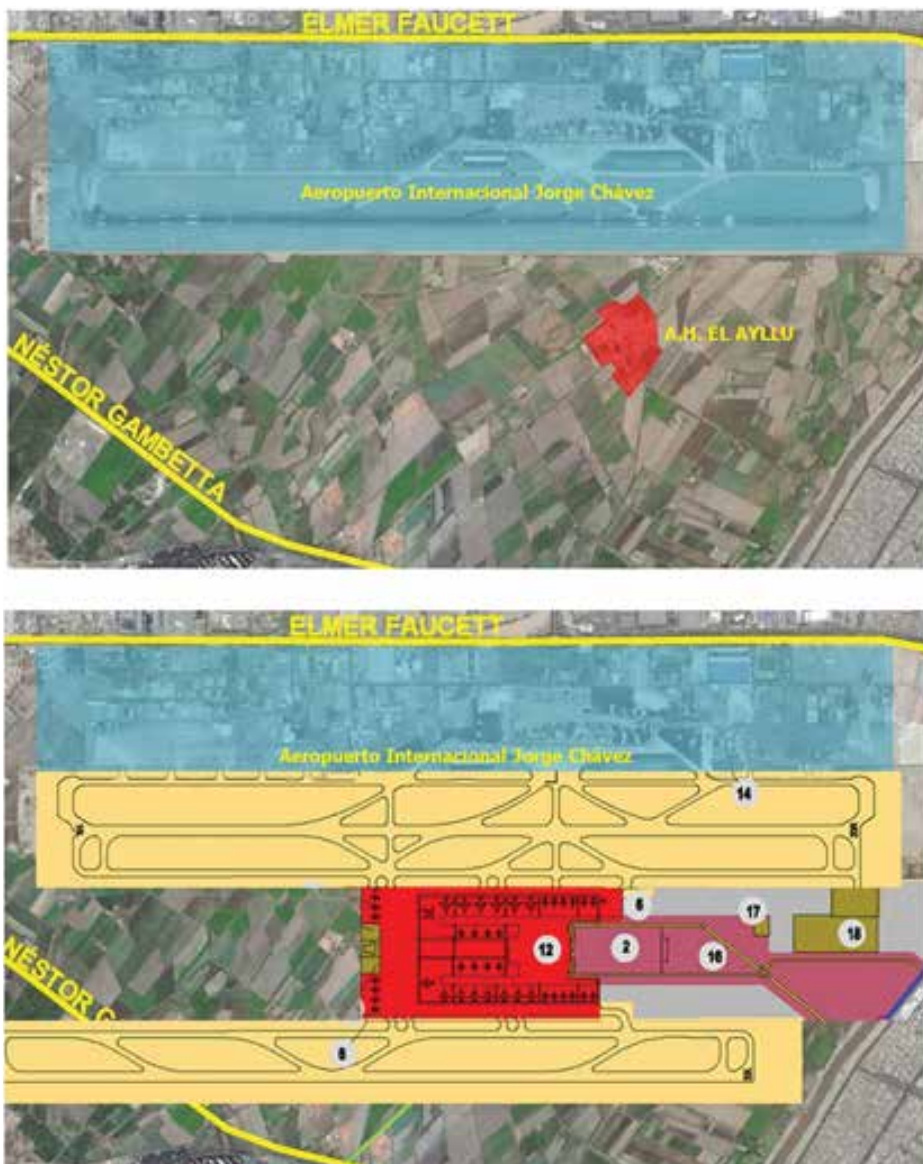 ELMER FAUCETT
Aeropuerto Internacional Jorge Chávez
A.H. EL AYLLU
NÉSTOR GAMBETTA
ELMER FAUCETT
Aeropuerto Internacional Jorge Chávez
14
6
17
12
2
16
18
NÉSTOR G
6